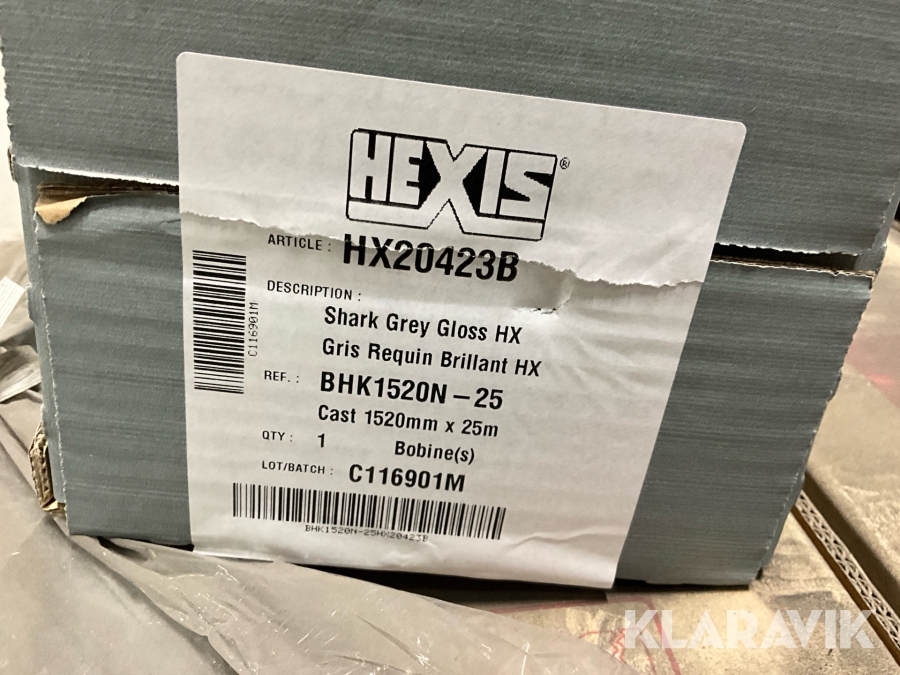 HEXIS®
ARTICLE : HX20423B
DESCRIPTION :
Shark Grey Gloss HX
Gris Requin Brillant HX
REF. : BHK1520N-25
Cast 1520mm x 25m
QTY : 1 Bobine(s)
LOT/BATCH : C116901M
C116901M
BHK1520N-25HX20423B
KLARAVIK